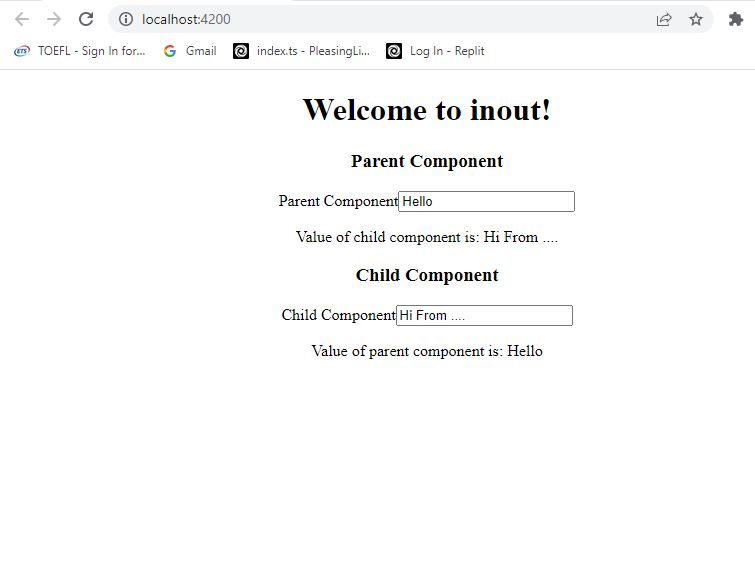 localhost:4200
ETS TOEFL - Sign In for... Gmail index.ts - PleasingLi... Log In - Replit
Welcome to inout!
Parent Component
Parent Component Hello
Value of child component is: Hi From ....
Child Component
Child Component Hi From ....
Value of parent component is: Hello